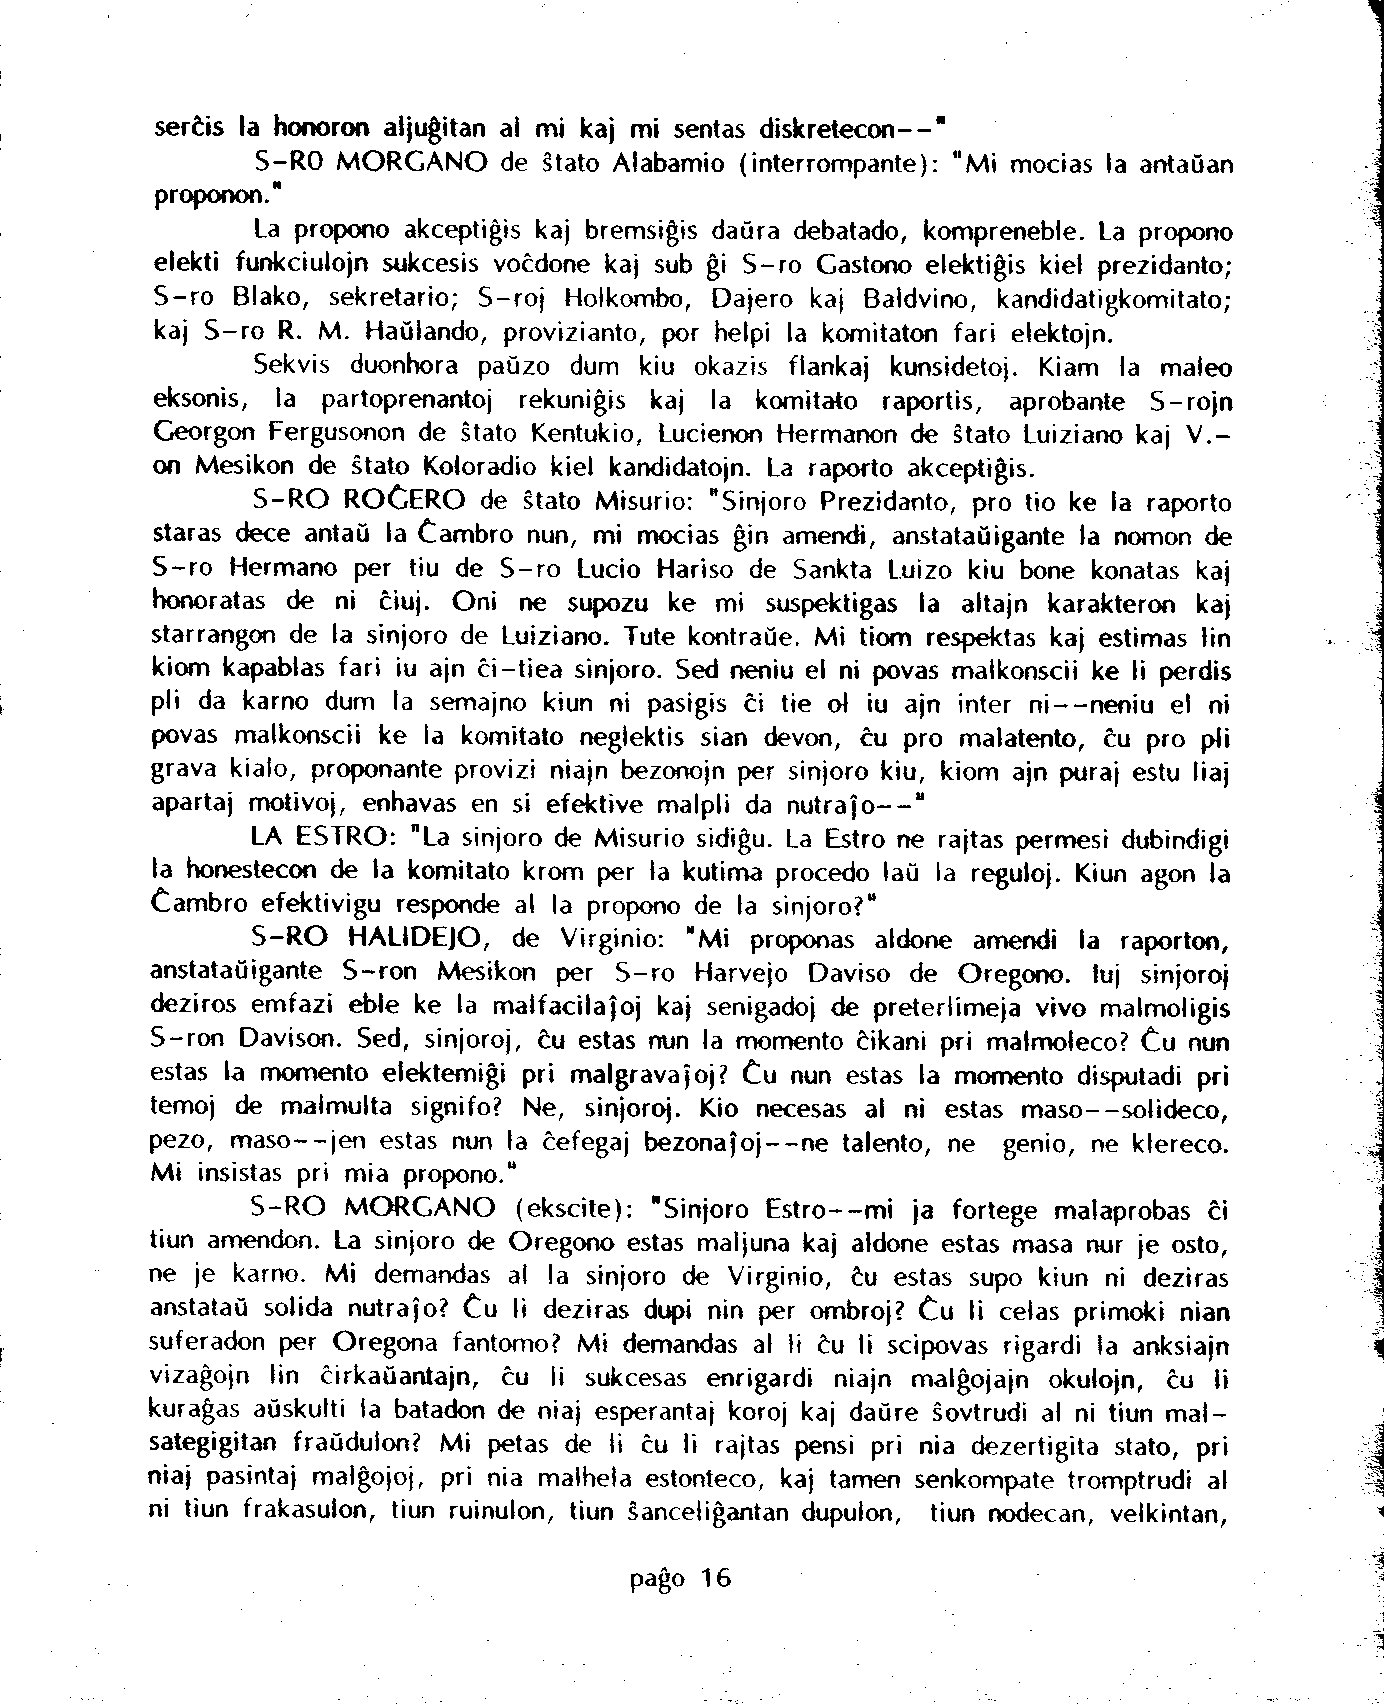 serĉis la honoron aljuĝitan al mi kaj mi sentas diskretecon--"
S-RO MORGANO de ŝtato Alabamio (interrompante): "Mi mocias la antaŭan
proponon."
La propono akceptiĝis kaj bremsiĝis daŭra debatado, kompreneble. La propono
elekti funkciulojn sukcesis voĉdone kaj sub ĝi S-ro Gastono elektiĝis kiel prezidanto;
S-ro Blako, sekretario; S-roj Holkombo, Dajero kaj Baldvino, kandidatigkomitato;
kaj S-ro R. M. Haŭlando, provizianto, por helpi la komitaton fari elektojn.
Sekvis duonhora paŭzo dum kiu okazis flankaj kunsidetoj. Kiam la maleo
eksonis, la partoprenantoj rekuniĝis kaj la komitato raportis, aprobante S-rojn
Georgon Fergusonon de ŝtato Kentukio, Lucienon Hermanon de ŝtato Luiziano kaj V.-
on Mesikon de ŝtato Koloradio kiel kandidatojn. La raporto akceptiĝis.
S-RO ROĜERO de ŝtato Misurio: "Sinjoro Prezidanto, pro tio ke la raporto
staras dece antaŭ la Ĉambro nun, mi mocias ĝin amendi, anstataŭigante la nomon de
S-ro Hermano per tiu de S-ro Lucio Hariso de Sankta Luizo kiu bone konatas kaj
honoratas de ni ĉiuj. Oni ne supozu ke mi suspektigas la altajn karakteron kaj
starrangon de la sinjoro de Luiziano. Tute kontraŭe. Mi tiom respektas kaj estimas lin
kiom kapablas fari iu ajn ĉi-tiea sinjoro. Sed neniu el ni povas malkonscii ke li perdis
pli da karno dum la semajno kiun ni pasigis ĉi tie ol iu ajn inter ni--neniu el ni
povas malkonscii ke la komitato neglektis sian devon, ĉu pro malatento, ĉu pro pli
grava kialo, proponante provizi niajn bezonojn per sinjoro kiu, kiom ajn puraj estu liaj
apartaj motivoj, enhavas en si efektive malpli da nutraĵo--"
LA ESTRO: "La sinjoro de Misurio sidiĝu. La Estro ne rajtas permesi dubindigi
la honestecon de la komitato krom per la kutima procedo laŭ la reguloj. Kiun agon la
Ĉambro efektivigu responde al la propono de la sinjoro?"
S-RO HALIDEJO, de Virginio: "Mi proponas aldone amendi la raporton,
anstataŭigante S-ron Mesikon per S-ro Harvejo Daviso de Oregono. Iuj sinjoroj
deziros emfazi eble ke la malfacilaĵoj kaj senigadoj de preterlimeja vivo malmoligis
S-ron Davison. Sed, sinjoroj, ĉu estas nun la momento ĉikani pri malmoleco? Ĉu nun
estas la momento elektemiĝi pri malgravaĵoj? Ĉu nun estas la momento disputadi pri
temoj de malmulta signifo? Ne, sinjoroj. Kio necesas al ni estas maso--solideco,
pezo, maso--jen estas nun la ĉefegaj bezonaĵoj--ne talento, ne genio, ne klereco.
Mi insistas pri mia propono."
S-RO MORGANO (ekscite): "Sinjoro Estro--mi ja fortege malaprobas ĉi
tiun amendon. La sinjoro de Oregono estas maljuna kaj aldone estas masa nur je osto,
ne je karno. Mi demandas al la sinjoro de Virginio, ĉu estas supo kiun ni deziras
anstataŭ solida nutraĵo? Ĉu li deziras dupi nin per ombroj? Ĉu li celas primoki nian
suferadon per Oregona fantomo? Mi demandas al li ĉu li scipovas rigardi la anksiajn
vizaĝojn lin ĉirkaŭantajn, ĉu li sukcesas enrigardi niajn malĝojajn okulojn, ĉu li
kuraĝas aŭskulti la batadon de niaj esperantaj koroj kaj daŭre ŝovtrudi al ni tiun mal-
sategigitan fraŭdulon? Mi petas de li ĉu li rajtas pensi pri nia dezertigita stato, pri
niaj pasintaj malĝojoj, pri nia malhela estonteco, kaj tamen senkompate tromptrudi al
ni tiun frakasulon, tiun ruinulon, tiun ŝanceliĝantan dupulon, tiun nodecan, velkintan,
paĝo 16